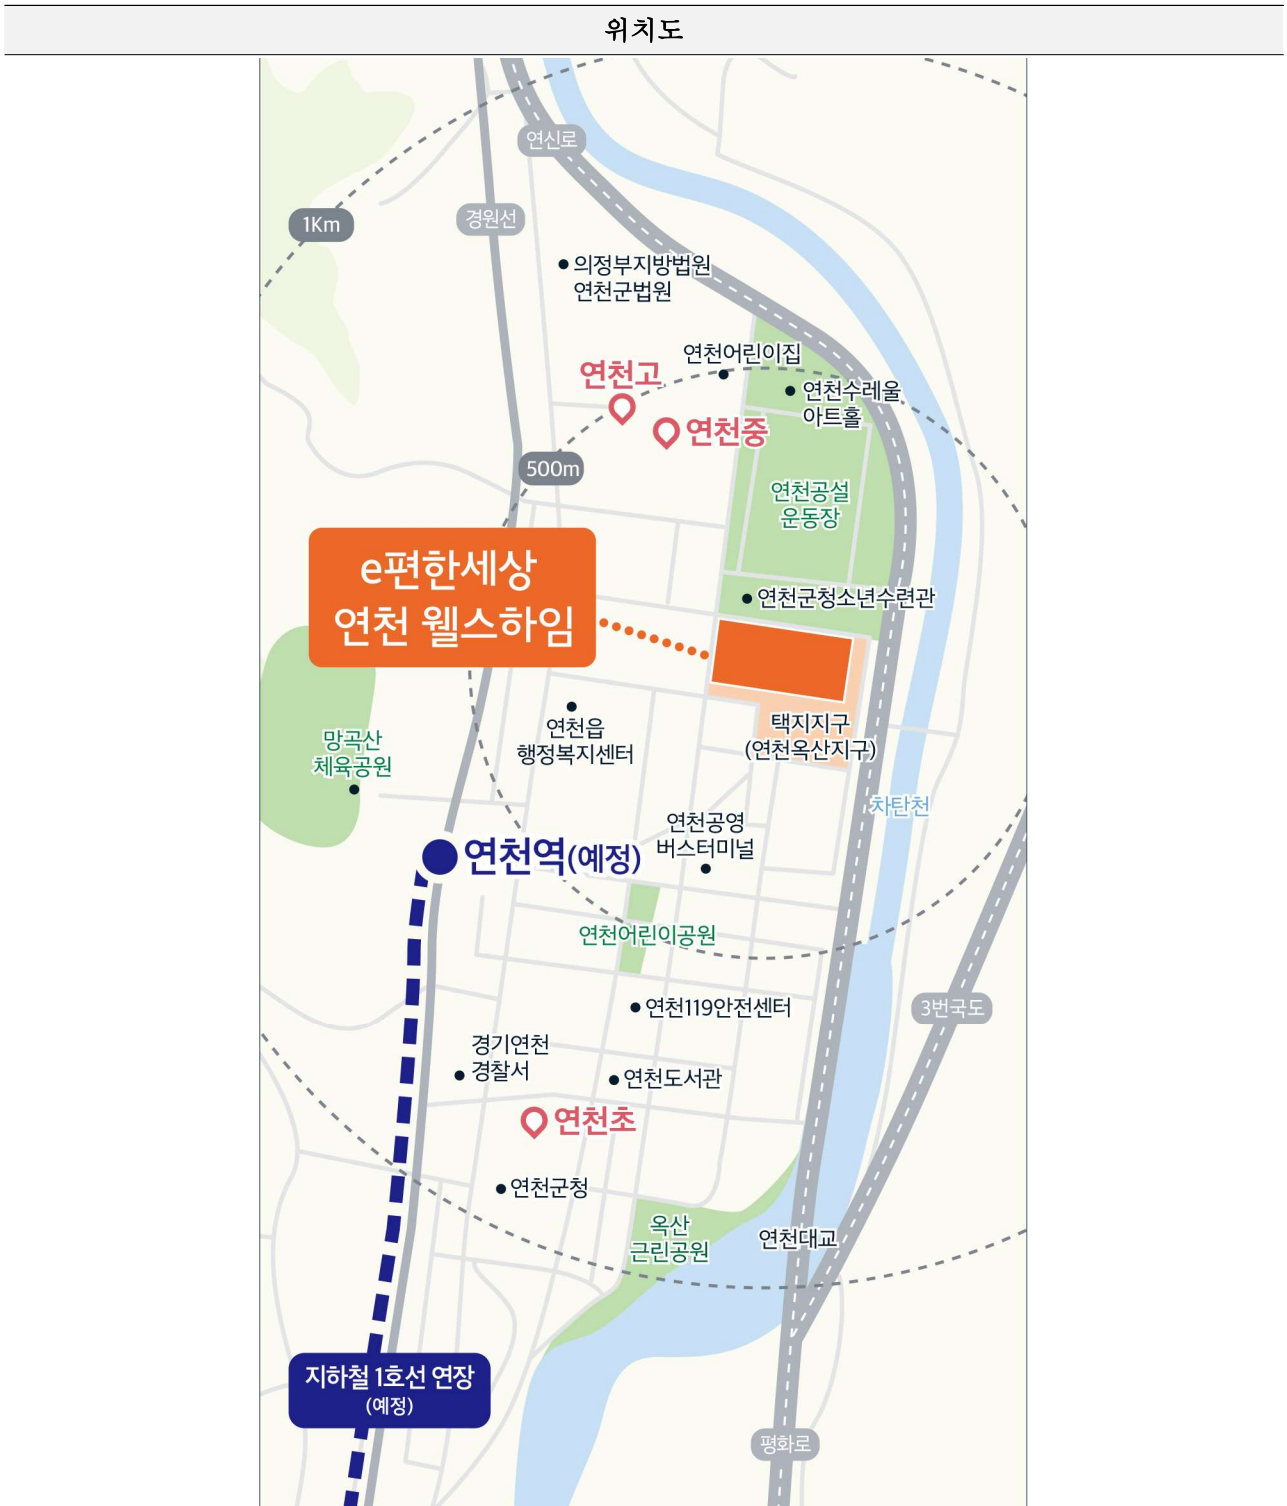 위치도
연신로
1Km
경원선
의정부지방법원
연천군법원
연천어린이집
연천고
연천수레울
아트홀
연천중
500m
연천공설
운동장
e편한세상
연천 웰스하임
연천군청소년수련관
연천읍
행정복지센터
택지지구
(연천옥산지구)
망곡산
체육공원
차탄천
연천공영
버스터미널
연천역(예정)
연천어린이공원
연천119안전센터
3번국도
경기연천
경찰서
연천도서관
연천초
연천군청
옥산
근린공원
연천대교
지하철 1호선 연장
(예정)
평화로